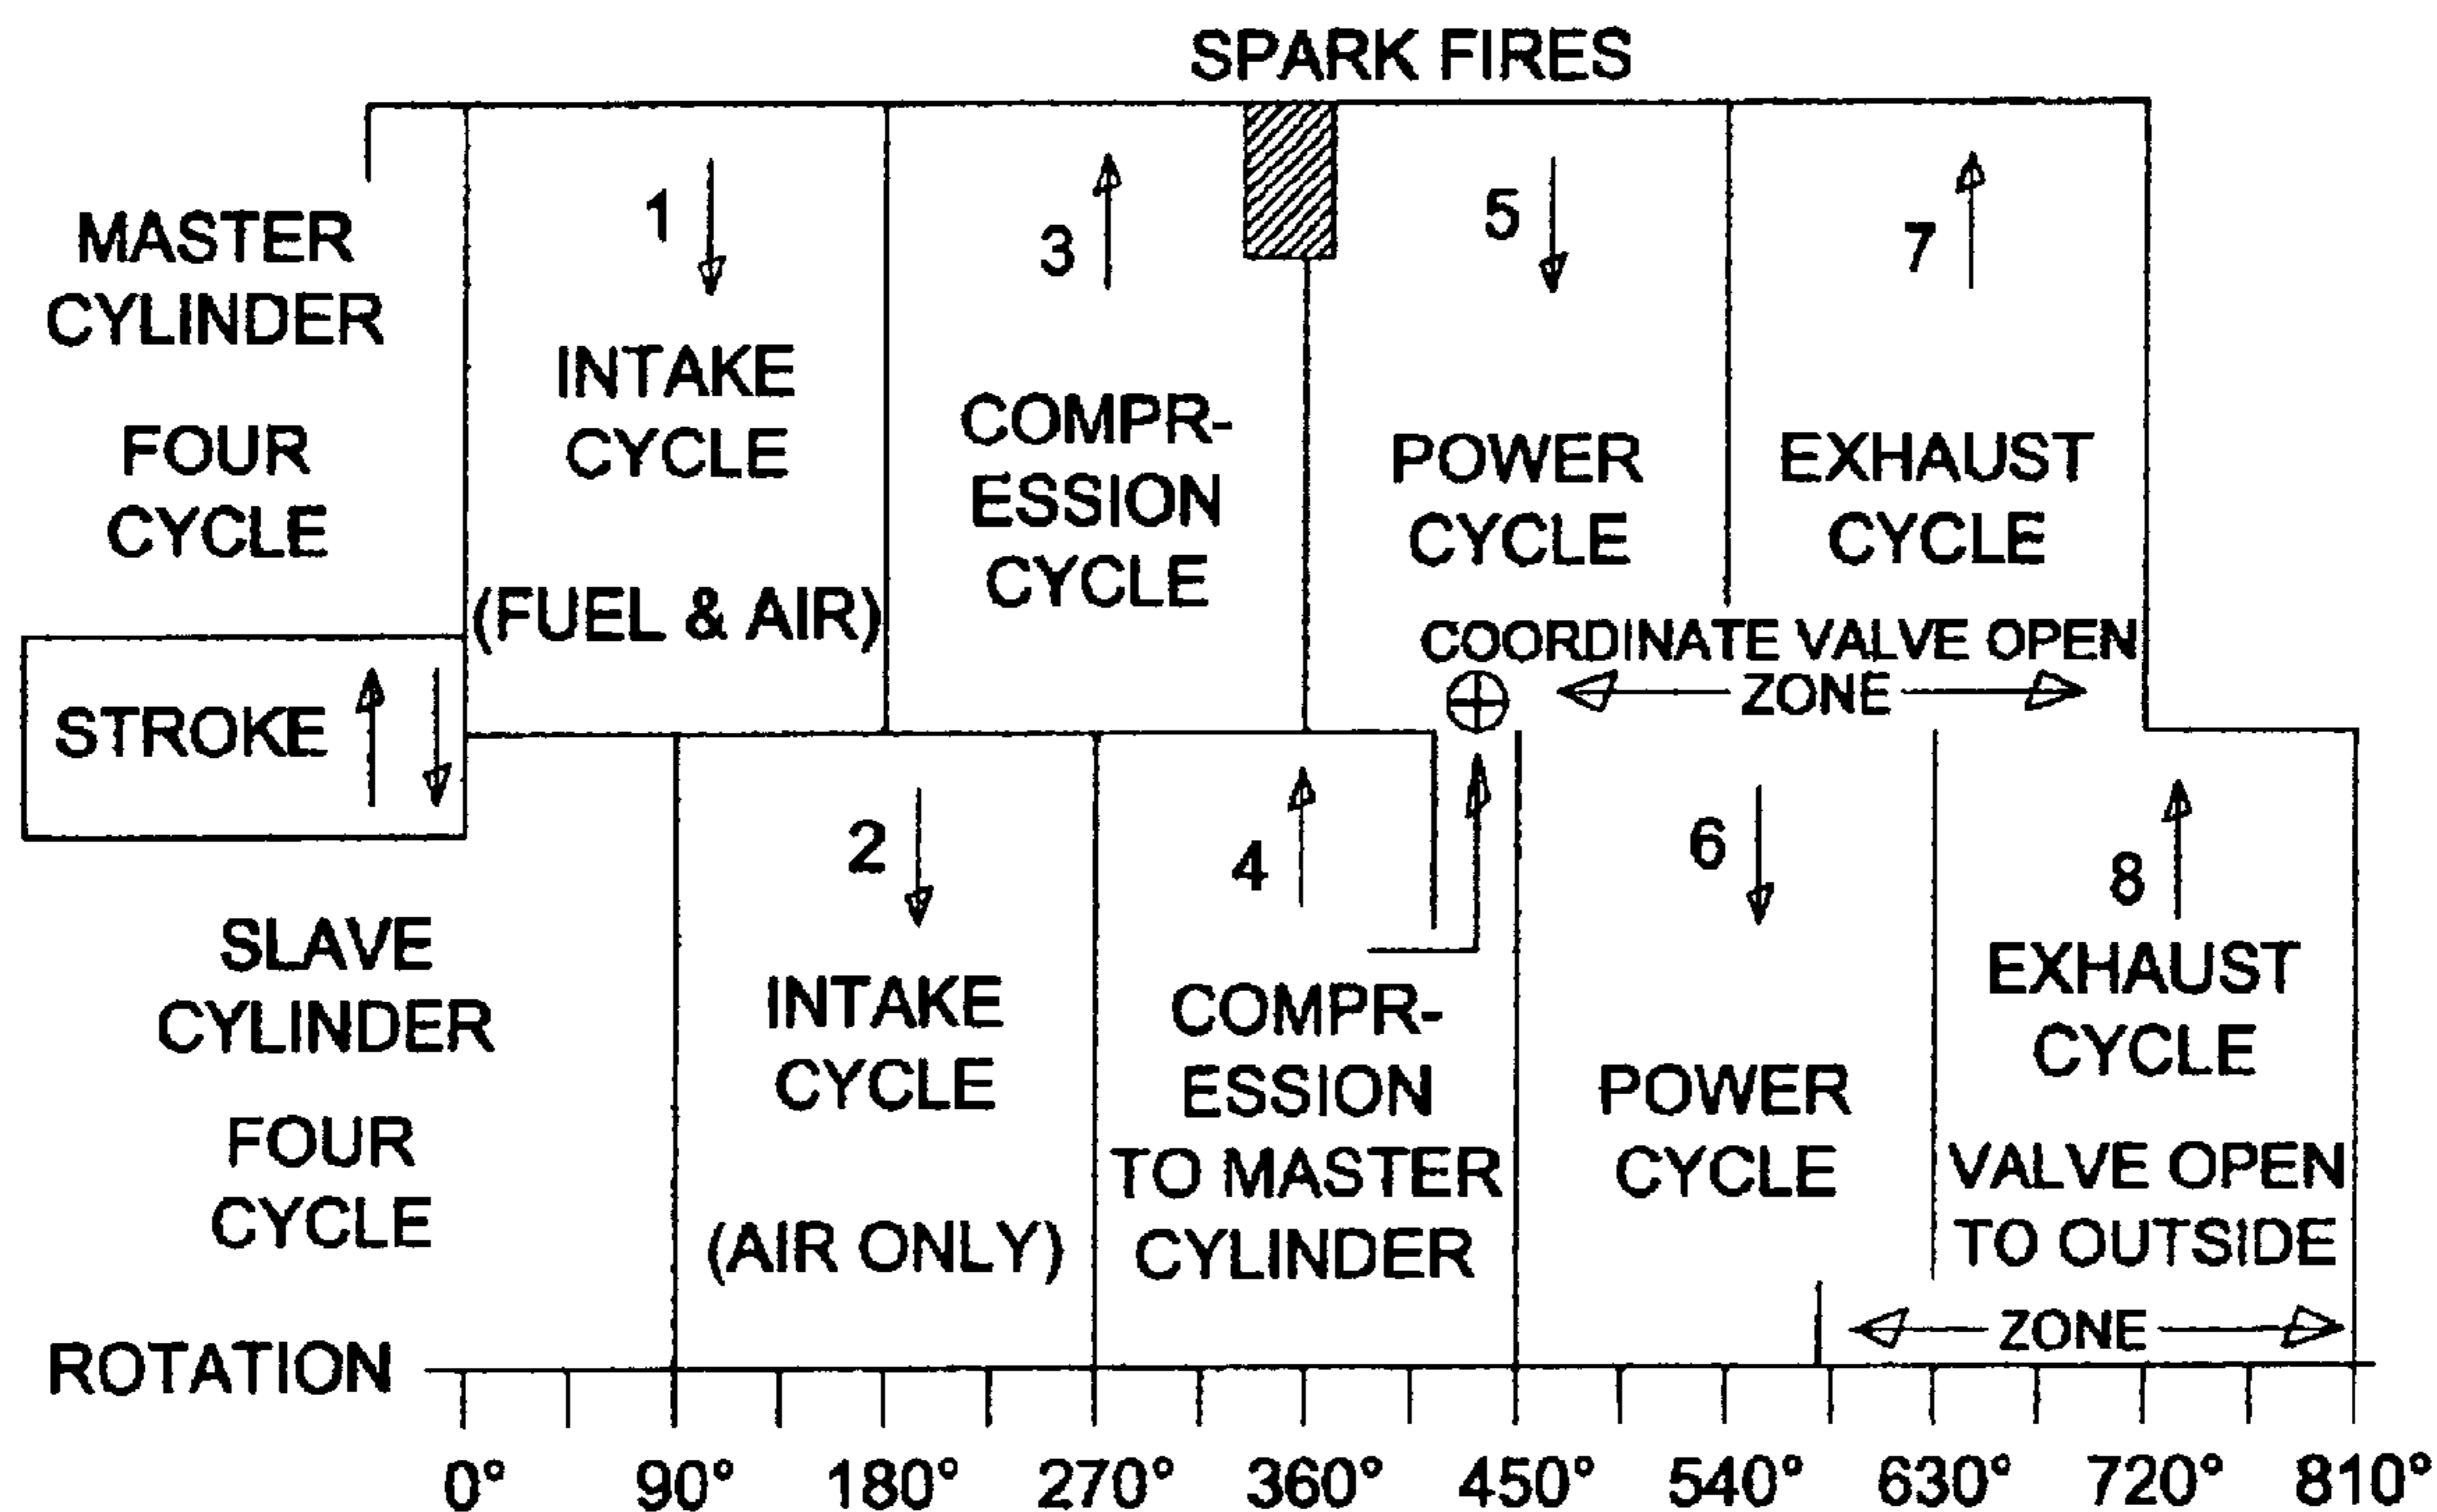 SPARK FIRES
MASTER
CYLINDER
FOUR
CYCLE
1
INTAKE
CYCLE
(FUEL & AIR)
3
COMPR-
ESSION
CYCLE
5
POWER
CYCLE
7
EXHAUST
CYCLE
COORDINATE VALVE OPEN
ZONE
STROKE
SLAVE
CYLINDER
FOUR
CYCLE
2
INTAKE
CYCLE
(AIR ONLY)
4
COMPR-
ESSION
TO MASTER
CYLINDER
6
POWER
CYCLE
8
EXHAUST
CYCLE
VALVE OPEN
TO OUTSIDE
ZONE
ROTATION
0° 90° 180° 270° 360° 450° 540° 630° 720° 810°